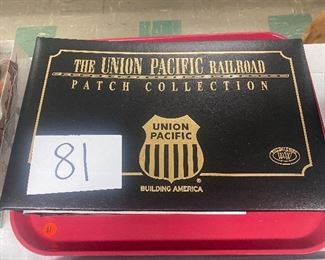 THE UNION PACIFIC RAILROAD
PATCH COLLECTION
81
UNION
PACIFIC
®
BUILDING AMERICA